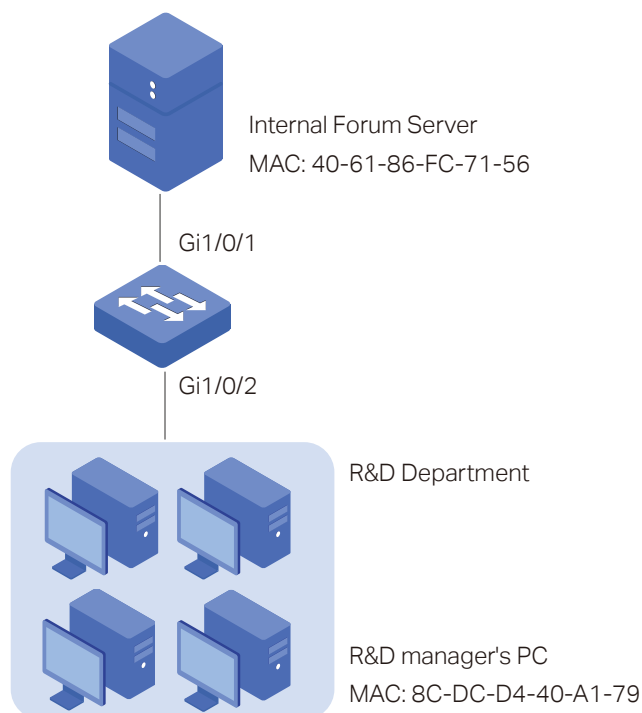 Internal Forum Server
MAC: 40-61-86-FC-71-56
Gi1/0/1
Gi1/0/2
R&D Department
R&D manager's PC
MAC: 8C-DC-D4-40-A1-79